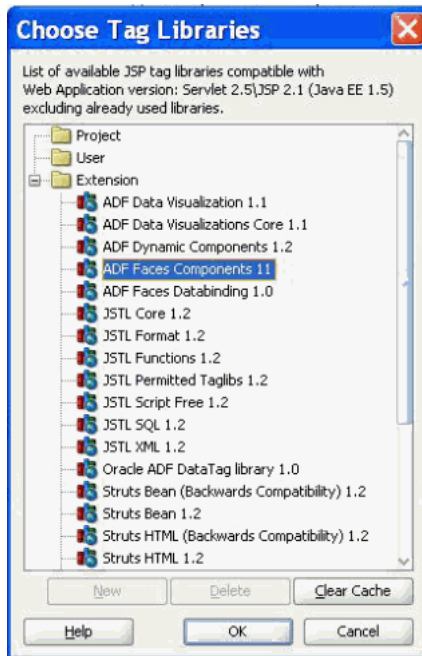 Choose Tag Libraries
List of available JSP tag libraries compatible with
Web Application version: Servlet 2.5\JSP 2.1 (Java EE 1.5)
excluding already used libraries.
Project
User
Extension
ADF Data Visualization 1.1
ADF Data Visualizations Core 1.1
ADF Dynamic Components 1.2
ADF Faces Components 11
ADF Faces Databinding 1.0
JSTL Core 1.2
JSTL Format 1.2
JSTL Functions 1.2
JSTL Permitted Taglibs 1.2
JSTL Script Free 1.2
JSTL SQL 1.2
JSTL XML 1.2
Oracle ADF DataTag library 1.0
Struts Bean (Backwards Compatibility) 1.2
Struts Bean 1.2
Struts HTML (Backwards Compatibility) 1.2
Struts HTML 1.2
New Delete Clear Cache
Help OK Cancel